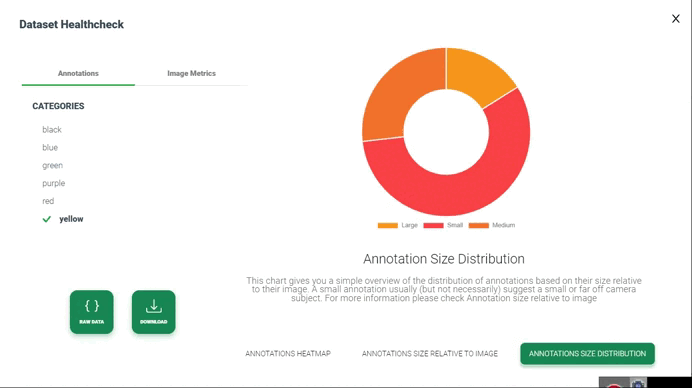 Dataset Healthcheck
Annotations
Image Metrics
CATEGORIES
black
blue
green
purple
red
yellow
{ }
RAW DATA
DOWNLOAD
Large
Small
Medium
Annotation Size Distribution
This chart gives you a simple overview of the distribution of annotations based on their size relative
to their image. A small annotation usually (but not necessarily) suggest a small or far off camera
subject. For more information please check Annotation size relative to image
ANNOTATIONS HEATMAP
ANNOTATIONS SIZE RELATIVE TO IMAGE
ANNOTATIONS SIZE DISTRIBUTION